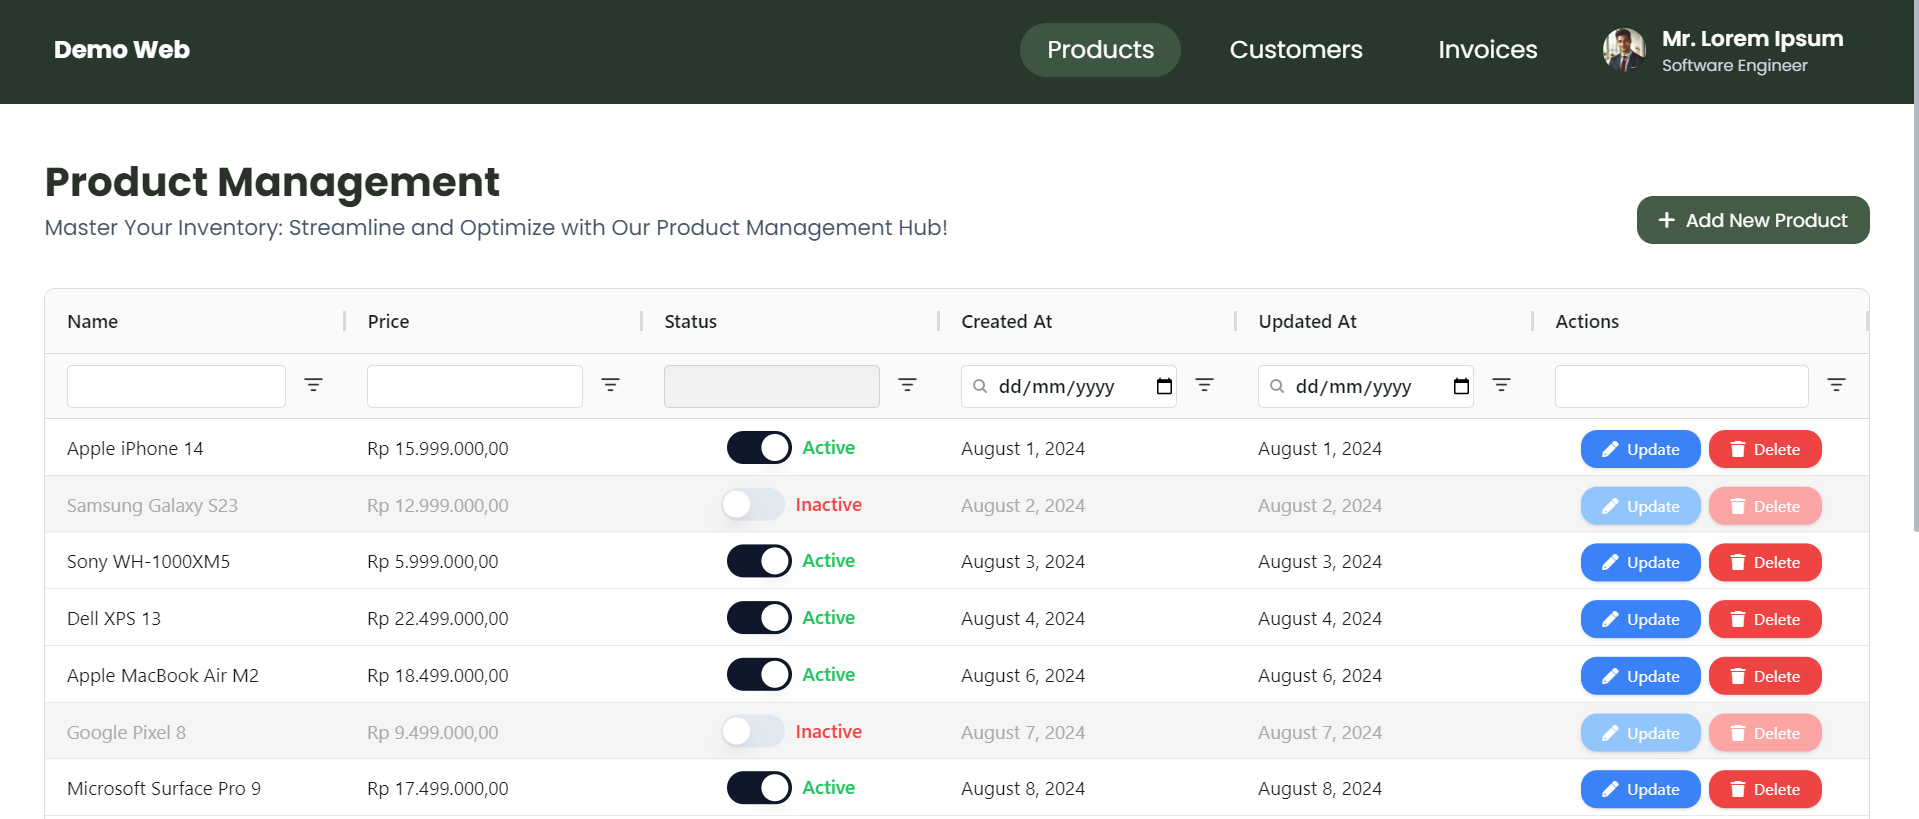 Demo Web
Products Customers Invoices
Mr. Lorem Ipsum
Software Engineer
Product Management
Master Your Inventory: Streamline and Optimize with Our Product Management Hub!
Add New Product
Name Price Status Created At Updated At Actions
dd/mm/yyyy dd/mm/yyyy
Apple iPhone 14 Rp 15.999.000,00 Active August 1, 2024 August 1, 2024 Update Delete
Samsung Galaxy S23 Rp 12.999.000,00 Inactive August 2, 2024 August 2, 2024 Update Delete
Sony WH-1000XM5 Rp 5.999.000,00 Active August 3, 2024 August 3, 2024 Update Delete
Dell XPS 13 Rp 22.499.000,00 Active August 4, 2024 August 4, 2024 Update Delete
Apple MacBook Air M2 Rp 18.499.000,00 Active August 6, 2024 August 6, 2024 Update Delete
Google Pixel 8 Rp 9.499.000,00 Inactive August 7, 2024 August 7, 2024 Update Delete
Microsoft Surface Pro 9 Rp 17.499.000,00 Active August 8, 2024 August 8, 2024 Update Delete